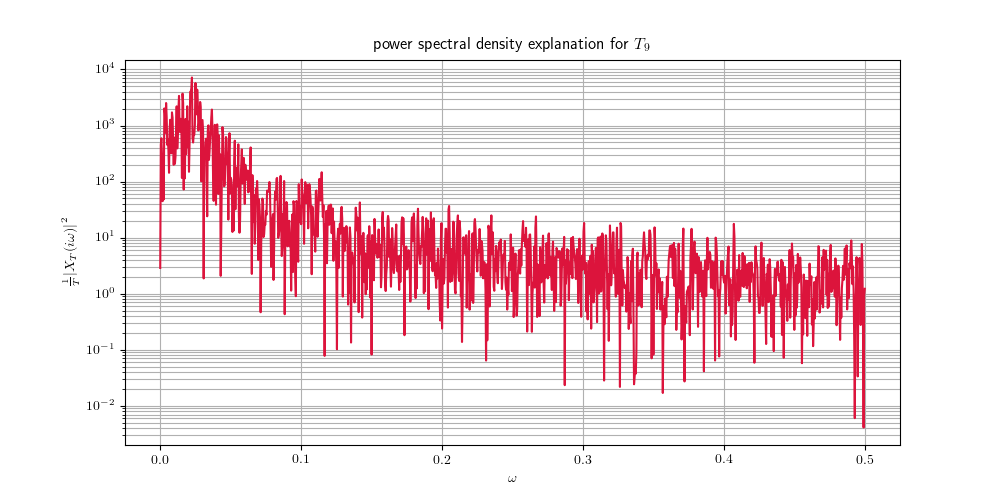 power spectral density explanation for $T_9$
$10^4$
$10^3$
$10^2$
$10^1$
$10^0$
$10^{-1}$
$10^{-2}$
$\frac{1}{T}|X_T(i\omega)|^2$
0.0 0.1 0.2 0.3 0.4 0.5
$\omega$